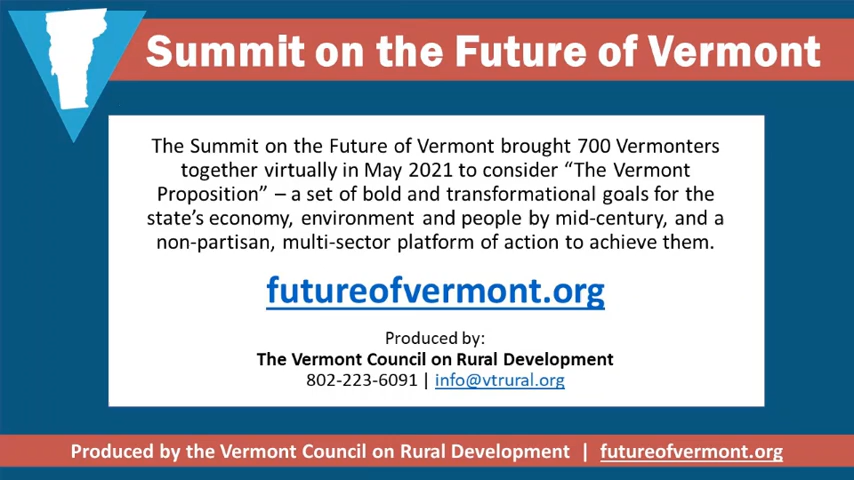 Summit on the Future of Vermont
The Summit on the Future of Vermont brought 700 Vermonters
together virtually in May 2021 to consider “The Vermont
Proposition” – a set of bold and transformational goals for the
state’s economy, environment and people by mid-century, and a
non-partisan, multi-sector platform of action to achieve them.
futureofvermont.org
Produced by:
The Vermont Council on Rural Development
802-223-6091 | info@vtrural.org
Produced by the Vermont Council on Rural Development | futureofvermont.org